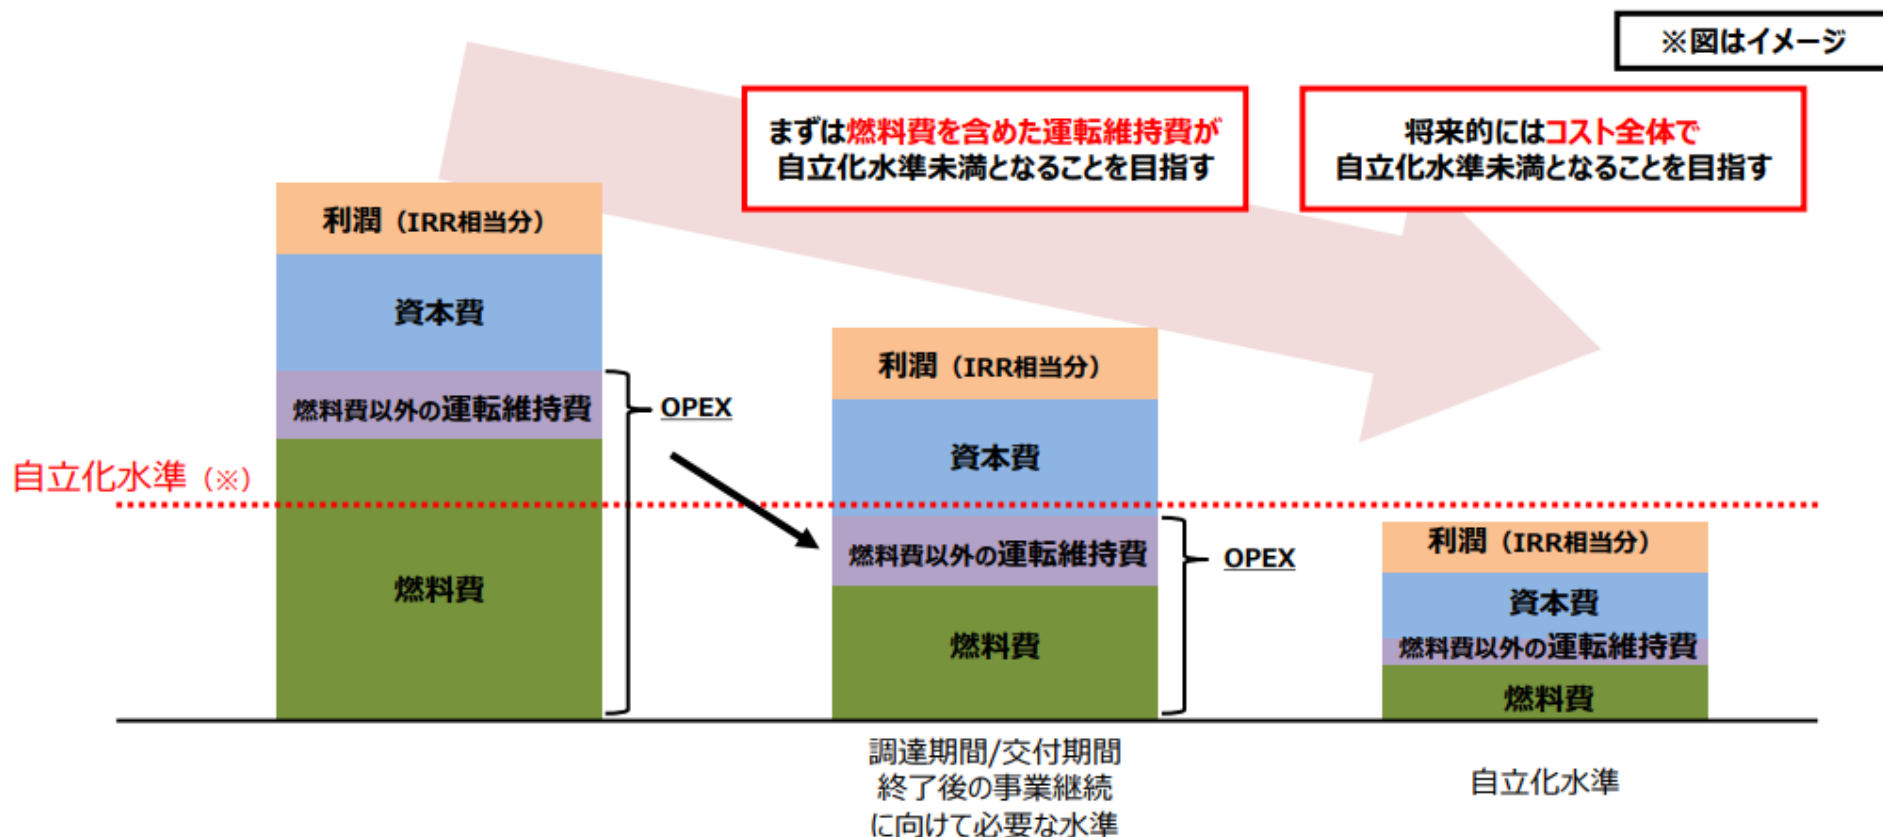 ※図はイメージ
まずは燃料費を含めた運転維持費が
自立化水準未満となることを目指す
将来的にはコスト全体で
自立化水準未満となることを目指す
利潤（IRR相当分）
資本費
燃料費以外の運転維持費
燃料費
OPEX
自立化水準（※）
利潤（IRR相当分）
資本費
燃料費以外の運転維持費
燃料費
OPEX
利潤（IRR相当分）
資本費
燃料費以外の運転維持費
燃料費
調達期間/交付期間
終了後の事業継続
に向けて必要な水準
自立化水準